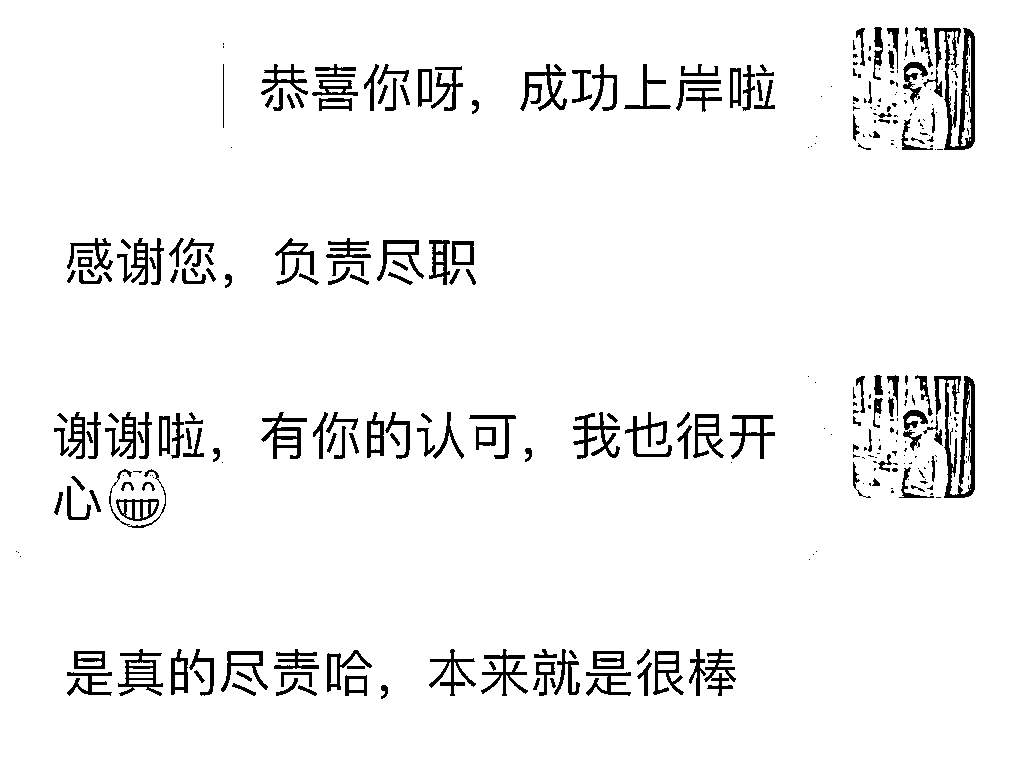 恭喜你呀，成功上岸啦
感谢您，负责尽职
谢谢啦，有你的认可，我也很开
心😁
是真的尽责哈，本来就是很棒